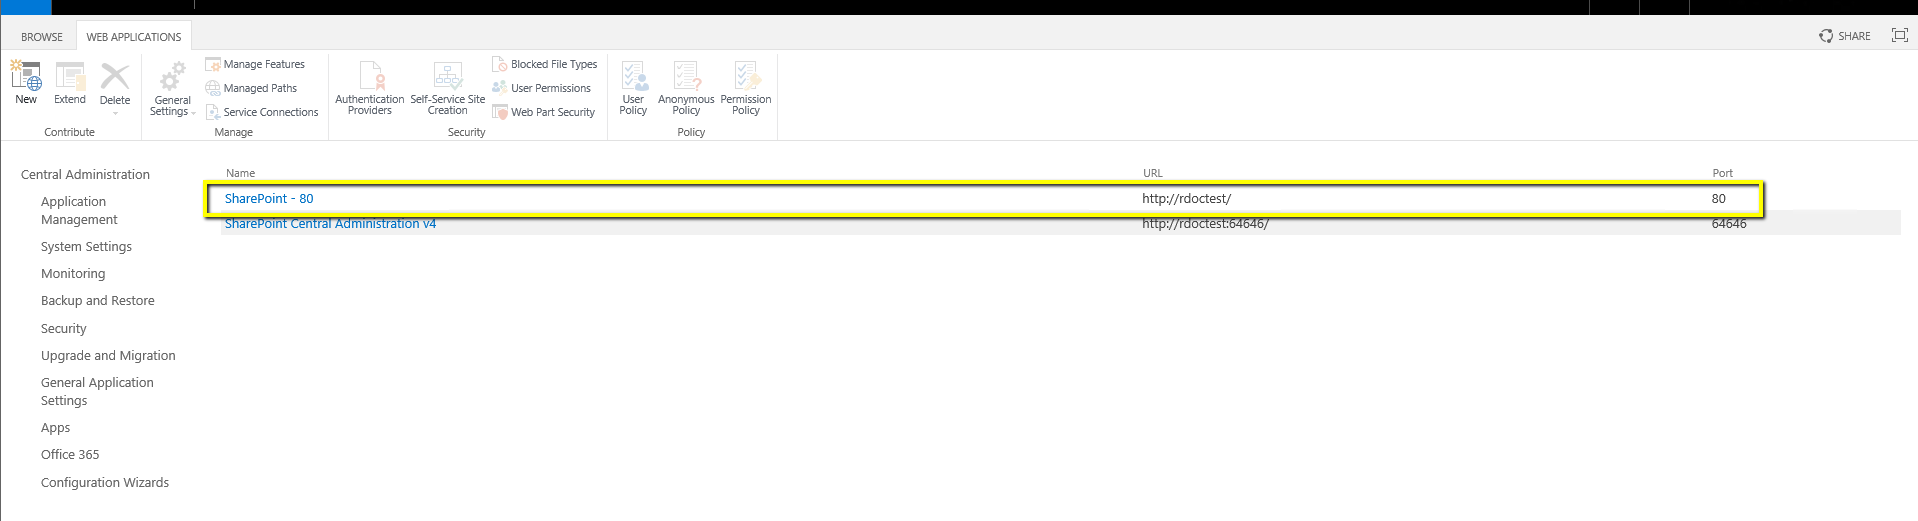 BROWSE
WEB APPLICATIONS
SHARE
New
Extend
Delete
Contribute
General
Settings
Manage Features
Managed Paths
Service Connections
Manage
Authentication
Providers
Self-Service Site
Creation
Blocked File Types
User Permissions
Web Part Security
Security
User
Policy
Anonymous
Policy
Permission
Policy
Policy
Central Administration
Application
Management
System Settings
Monitoring
Backup and Restore
Security
Upgrade and Migration
General Application
Settings
Apps
Office 365
Configuration Wizards
Name URL Port
SharePoint - 80 http://rdoctest/ 80
SharePoint Central Administration v4 http://rdoctest:64646/ 64646